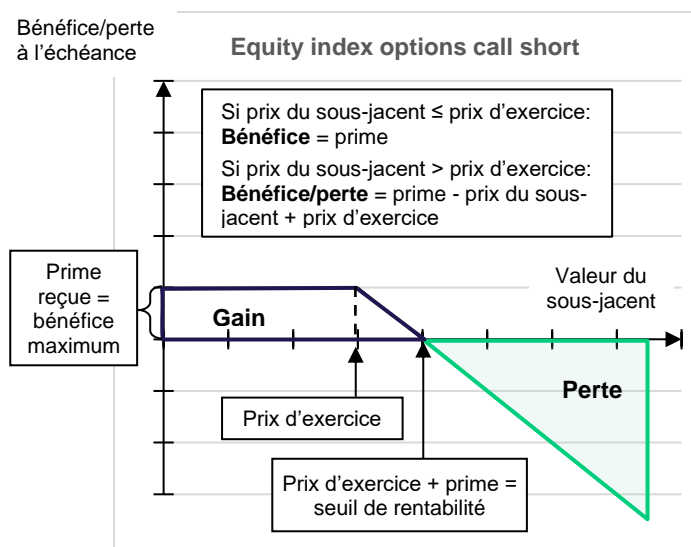 Bénéfice/perte
à l'échéance
Equity index options call short
Si prix du sous-jacent ≤ prix d'exercice:
Bénéfice = prime
Si prix du sous-jacent > prix d'exercice:
Bénéfice/perte = prime - prix du sous-
jacent + prix d'exercice
Prime
reçue =
bénéfice
maximum
Valeur du
sous-jacent
Gain
Perte
Prix d'exercice
Prix d'exercice + prime =
seuil de rentabilité